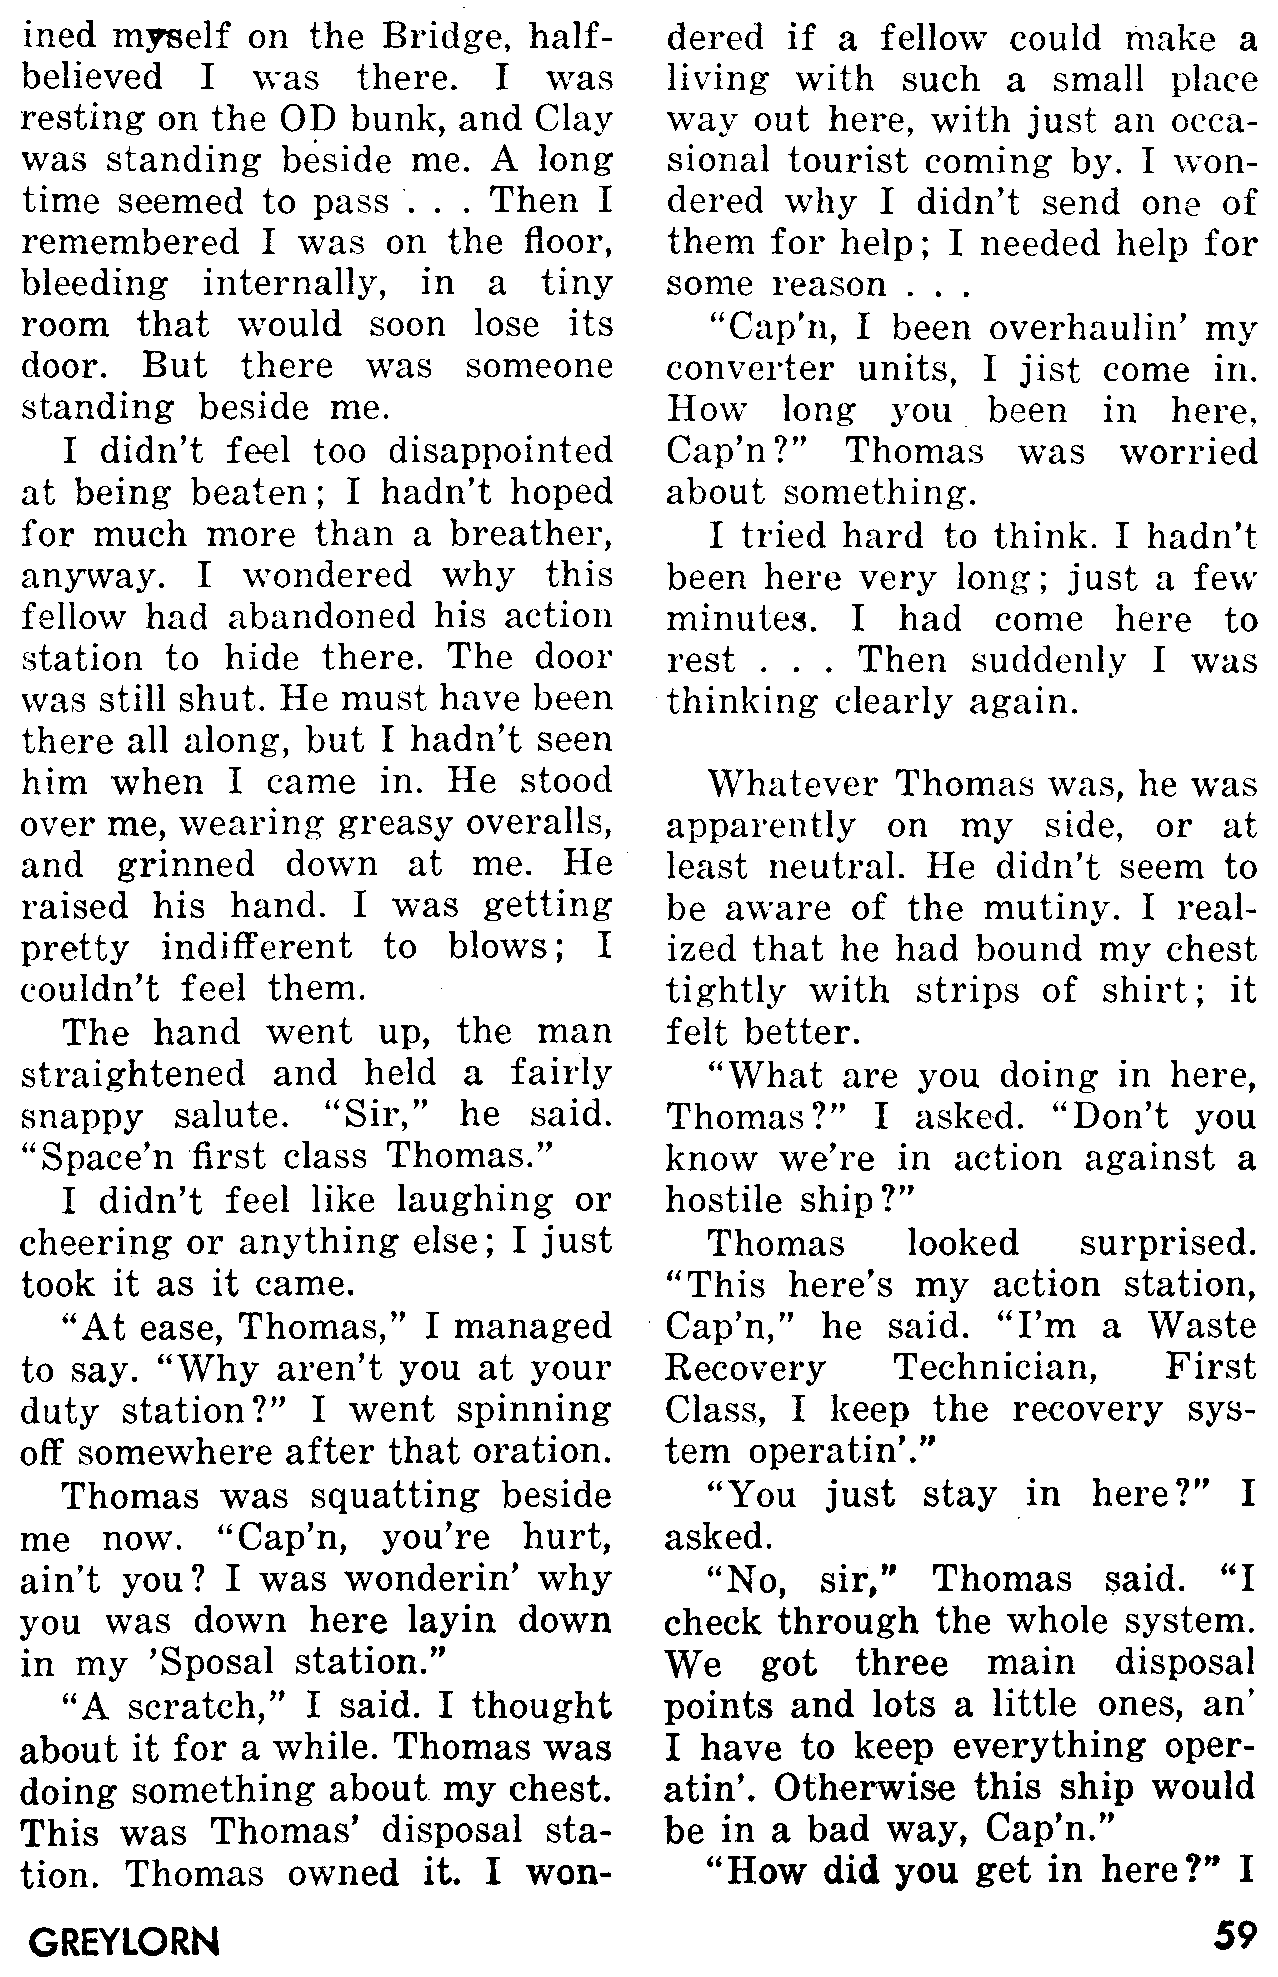 ined myself on the Bridge, half-
believed I was there. I was
resting on the OD bunk, and Clay
was standing beside me. A long
time seemed to pass . . . Then I
remembered I was on the floor,
bleeding internally, in a tiny
room that would soon lose its
door. But there was someone
standing beside me.
I didn't feel too disappointed
at being beaten; I hadn't hoped
for much more than a breather,
anyway. I wondered why this
fellow had abandoned his action
station to hide there. The door
was still shut. He must have been
there all along, but I hadn't seen
him when I came in. He stood
over me, wearing greasy overalls,
and grinned down at me. He
raised his hand. I was getting
pretty indifferent to blows; I
couldn't feel them.
The hand went up, the man
straightened and held a fairly
snappy salute. "Sir," he said.
"Space'n first class Thomas."
I didn't feel like laughing or
cheering or anything else; I just
took it as it came.
"At ease, Thomas," I managed
to say. "Why aren't you at your
duty station?" I went spinning
off somewhere after that oration.
Thomas was squatting beside
me now. "Cap'n, you're hurt,
ain't you? I was wonderin' why
you was down here layin down
in my 'Sposal station."
"A scratch," I said. I thought
about it for a while. Thomas was
doing something about my chest.
This was Thomas' disposal sta-
tion. Thomas owned it. I won-
dered if a fellow could make a
living with such a small place
way out here, with just an occa-
sional tourist coming by. I won-
dered why I didn't send one of
them for help; I needed help for
some reason . . .
"Cap'n, I been overhaulin' my
converter units, I jist come in.
How long you been in here,
Cap'n?" Thomas was worried
about something.
I tried hard to think. I hadn't
been here very long; just a few
minutes. I had come here to
rest . . . Then suddenly I was
thinking clearly again.
Whatever Thomas was, he was
apparently on my side, or at
least neutral. He didn't seem to
be aware of the mutiny. I real-
ized that he had bound my chest
tightly with strips of shirt; it
felt better.
"What are you doing in here,
Thomas?" I asked. "Don't you
know we're in action against a
hostile ship?"
Thomas looked surprised.
"This here's my action station,
Cap'n," he said. "I'm a Waste
Recovery Technician, First
Class, I keep the recovery sys-
tem operatin'."
"You just stay in here?" I
asked.
"No, sir," Thomas said. "I
check through the whole system.
We got three main disposal
points and lots a little ones, an'
I have to keep everything oper-
atin'. Otherwise this ship would
be in a bad way, Cap'n."
"How did you get in here?" I
GREYLORN
59